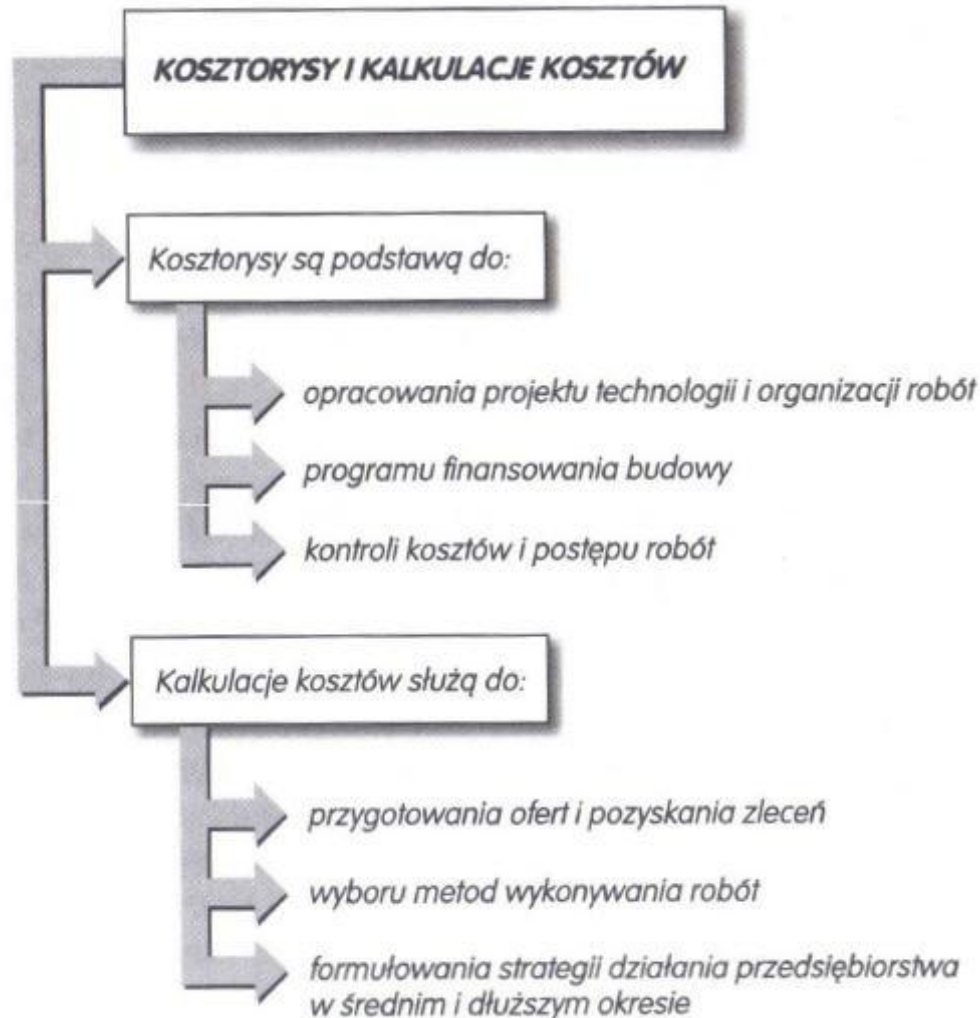 KOSZTORYSY I KALKULACJE KOSZTÓW
Kosztorysy są podstawą do:
opracowania projektu technologii i organizacji robót
programu finansowania budowy
kontroli kosztów i postępu robót
Kalkulacje kosztów służą do:
przygotowania ofert i pozyskania zleceń
wyboru metod wykonywania robót
formułowania strategii działania przedsiębiorstwa
w średnim i dłuższym okresie